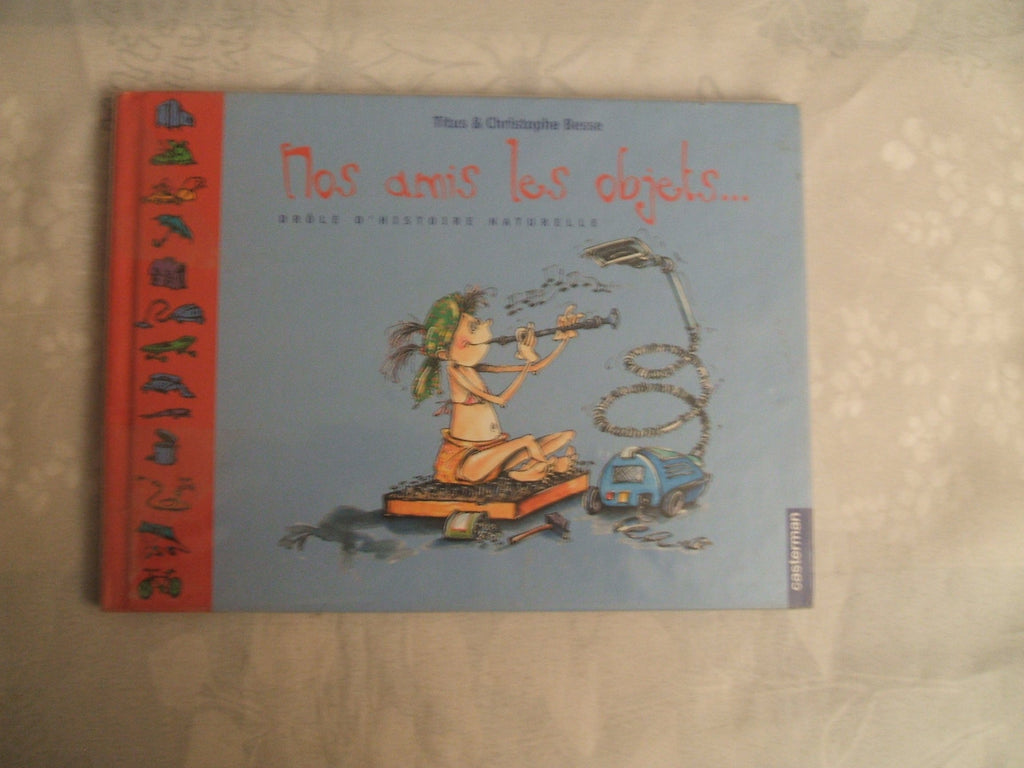 Titus & Christophe Besse
Nos amis les objets...
DRÔLE D'HISTOIRE NATURELLE
casterman